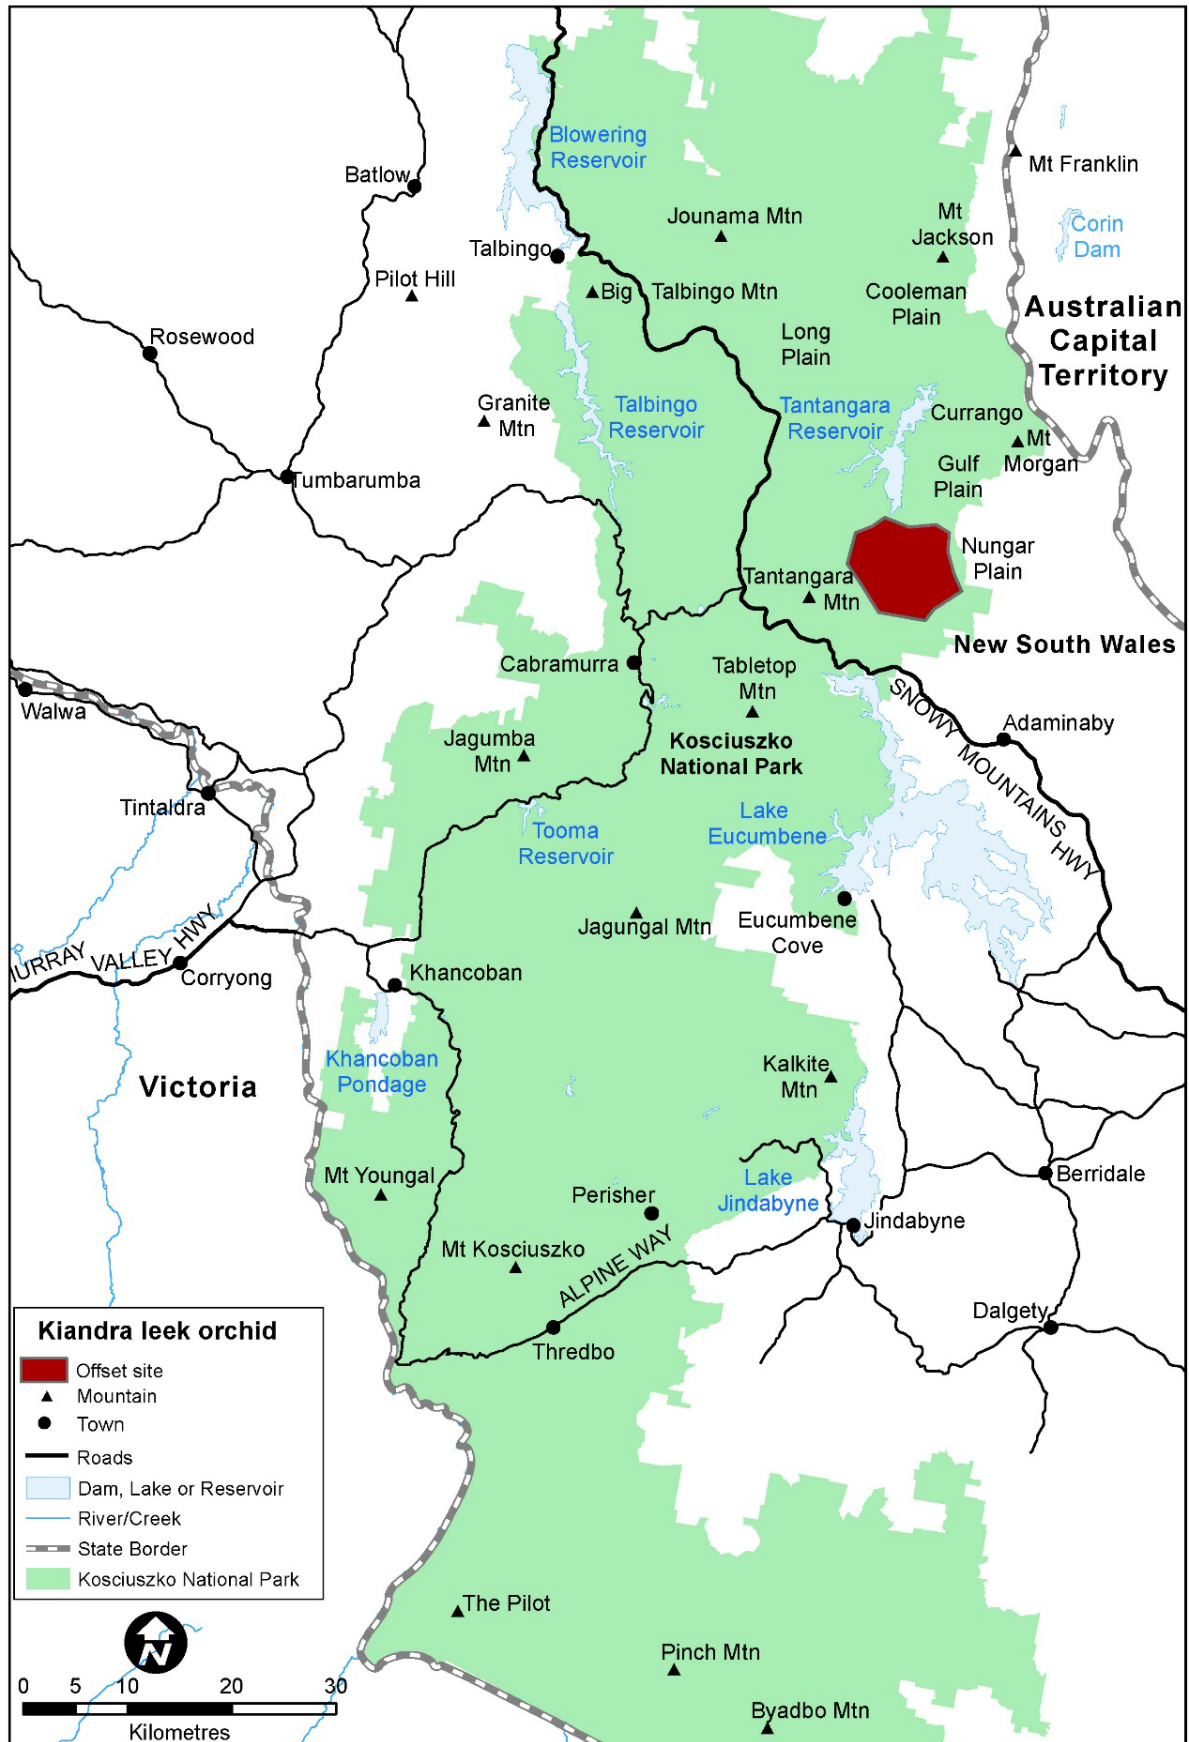 Blowering
Reservoir
Mt Franklin
Batlow
Jounama Mtn
Mt
Jackson
Corin
Dam
Talbingo
Pilot Hill
Big Talbingo Mtn
Cooleman
Plain
Australian
Capital
Territory
Rosewood
Long
Plain
Granite
Mtn
Talbingo
Reservoir
Tantangara
Reservoir
Currango
Mt
Morgan
Gulf
Plain
Tumbarumba
Nungar
Plain
Tantangara
Mtn
New South Wales
Cabramurra
Tabletop
Mtn
Walwa
SNOWY MOUNTAINS HWY
Adaminaby
Jagumba
Mtn
Kosciuszko
National Park
Tintaldra
Tooma
Reservoir
Lake
Eucumbene
Jagungal Mtn
Eucumbene
Cove
URRAY VALLEY HWY
Corryong
Khancoban
Khancoban
Pondage
Victoria
Kalkite
Mtn
Mt Youngal
Perisher
Lake
Jindabyne
Berridale
Jindabyne
Mt Kosciuszko
ALPINE WAY
Thredbo
Dalgety
Kiandra leek orchid
Offset site
Mountain
Town
Roads
Dam, Lake or Reservoir
River/Creek
State Border
Kosciuszko National Park
The Pilot
Pinch Mtn
Byadbo Mtn
N
0 5 10 20 30
Kilometres